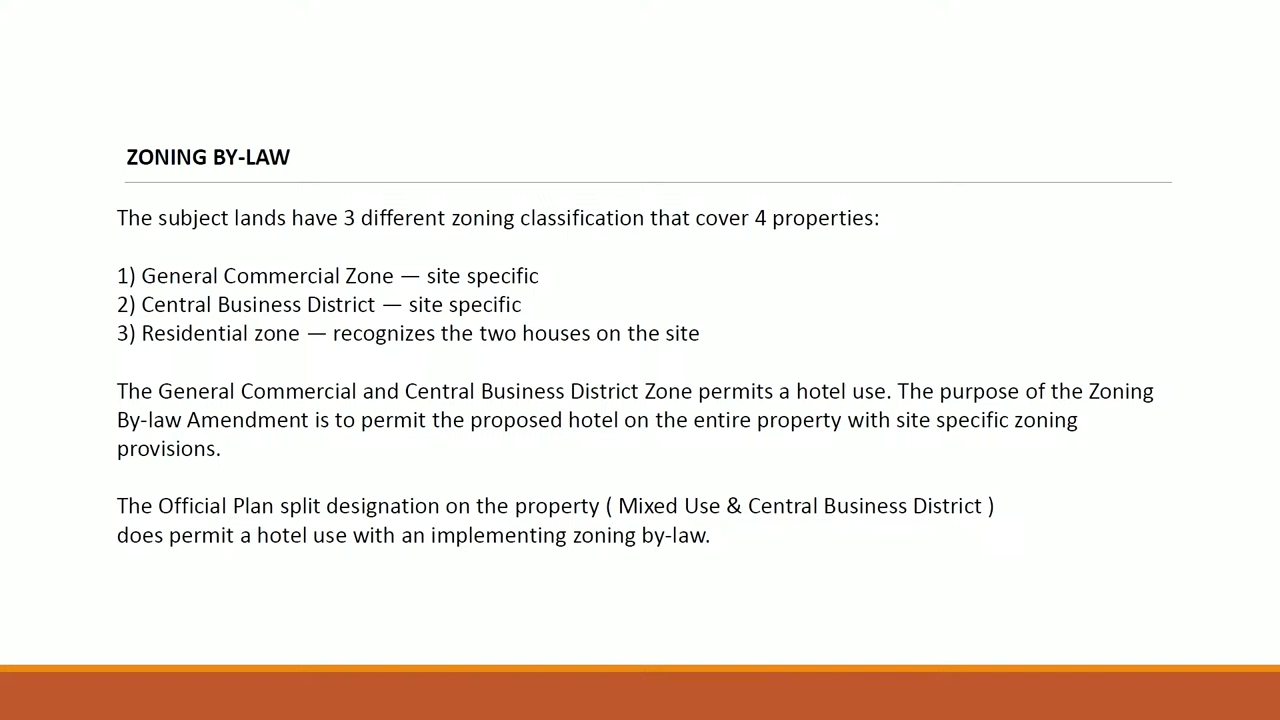 ZONING BY-LAW
The subject lands have 3 different zoning classification that cover 4 properties:
1) General Commercial Zone — site specific
2) Central Business District — site specific
3) Residential zone — recognizes the two houses on the site
The General Commercial and Central Business District Zone permits a hotel use. The purpose of the Zoning
By-law Amendment is to permit the proposed hotel on the entire property with site specific zoning
provisions.
The Official Plan split designation on the property ( Mixed Use & Central Business District )
does permit a hotel use with an implementing zoning by-law.